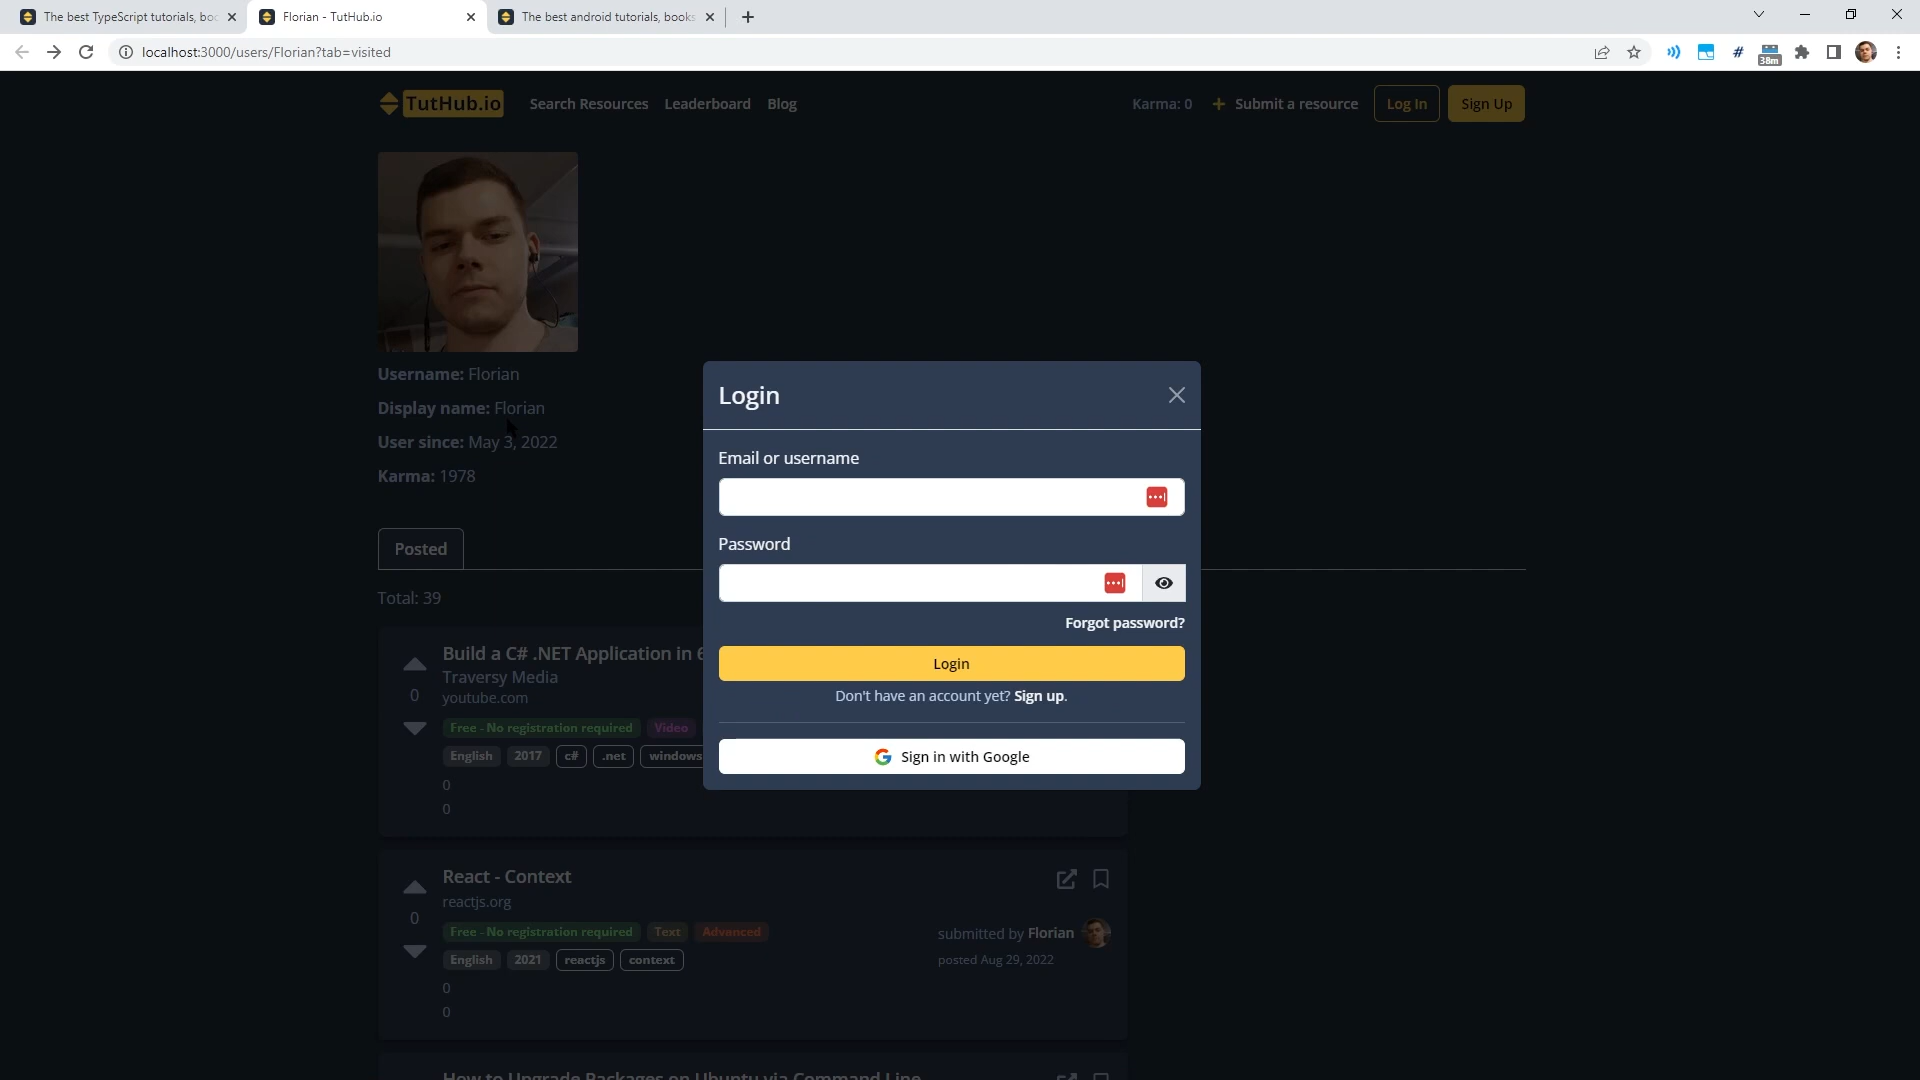 The best TypeScript tutorials, boo
Florian - TutHub.io
The best android tutorials, books
localhost:3000/users/Florian?tab=visited
38m
TutHub.io
Search Resources
Leaderboard
Blog
Karma: 0
+ Submit a resource
Log In
Sign Up
Username: Florian
Display name: Florian
User since: May 3, 2022
Karma: 1978
Posted
Total: 39
Login
Email or username
Password
Forgot password?
Login
Don't have an account yet? Sign up.
Sign in with Google
Build a C# .NET Application in 6
Traversy Media
youtube.com
0
Free - No registration required
Video
English
2017
c#
.net
windows
0
0
React - Context
reactjs.org
0
Free - No registration required
Text
Advanced
submitted by Florian
English
2021
reactjs
context
posted Aug 29, 2022
0
0
How to Upgrade Packages on Ubuntu via Command Line